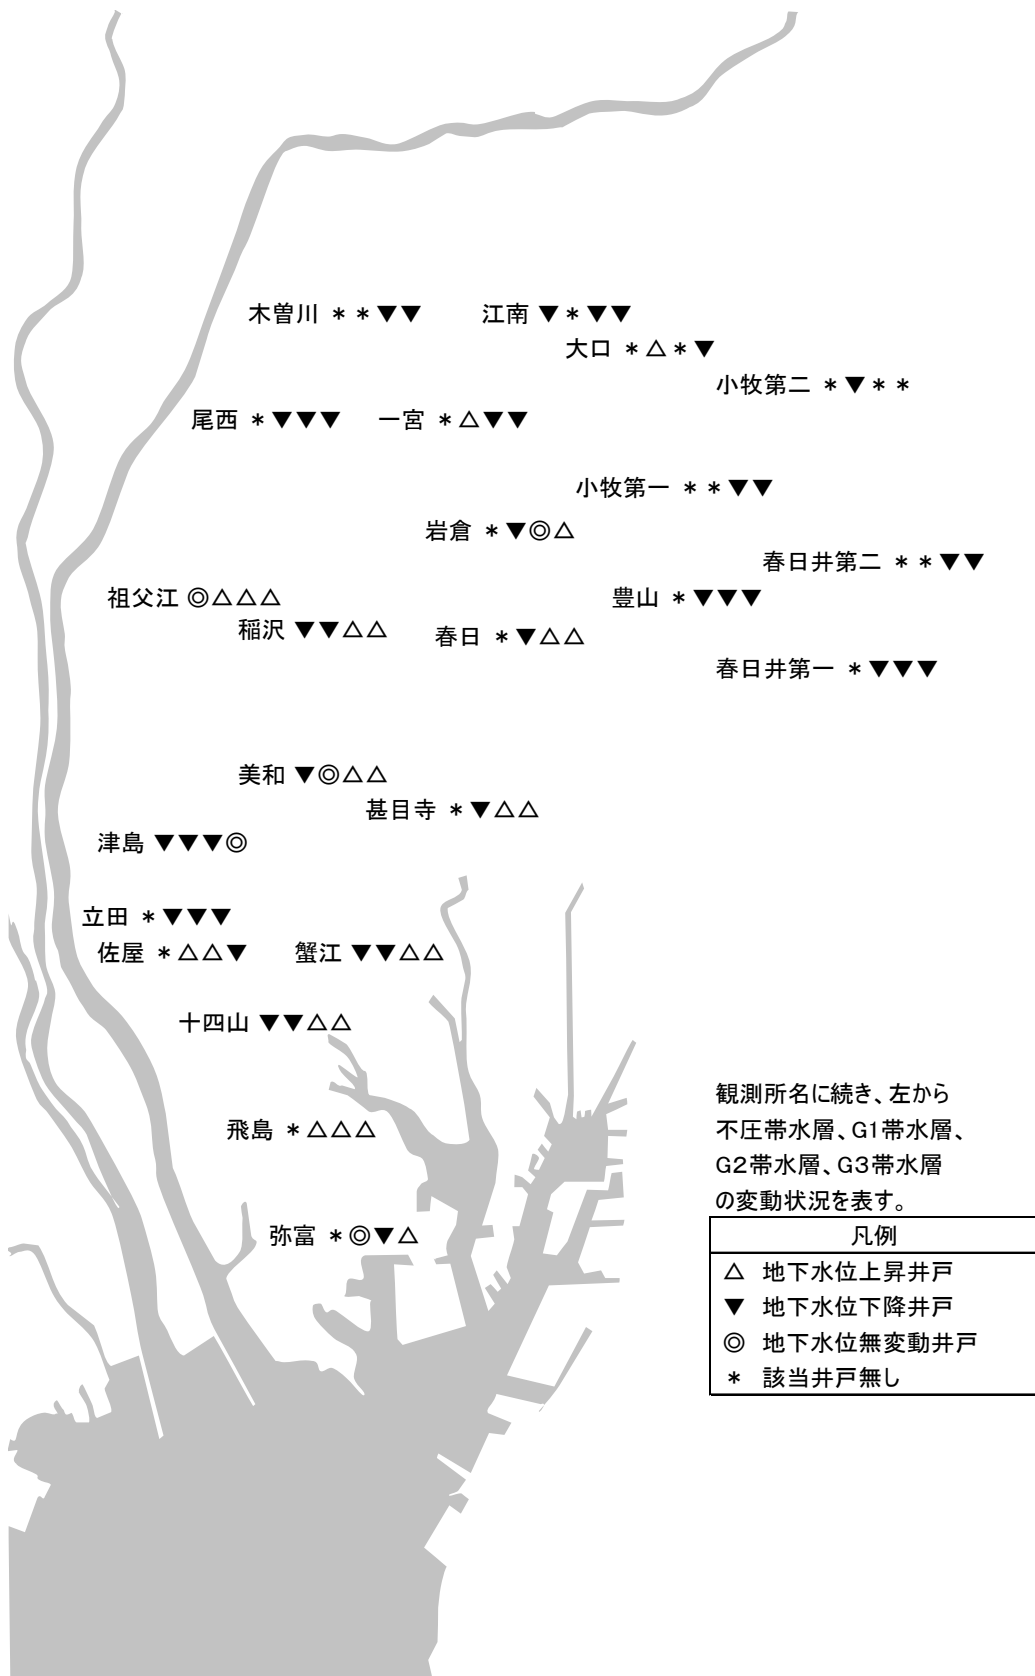 木曽川 ＊＊▼▼
江南 ▼＊▼▼
大口 ＊△＊▼
小牧第二 ＊▼＊＊
尾西 ＊▼▼▼
一宮 ＊△▼▼
小牧第一 ＊＊▼▼
岩倉 ＊▼◎△
春日井第二 ＊＊▼▼
祖父江 ◎△△△
豊山 ＊▼▼▼
稲沢 ▼▼△△
春日 ＊▼△△
春日井第一 ＊▼▼▼
美和 ▼◎△△
甚目寺 ＊▼△△
津島 ▼▼▼◎
立田 ＊▼▼▼
佐屋 ＊△△▼
蟹江 ▼▼△△
十四山 ▼▼△△
飛島 ＊△△△
弥富 ＊◎▼△
観測所名に続き、左から
不圧帯水層、G1帯水層、
G2帯水層、G3帯水層
の変動状況を表す。
凡例
△ 地下水位上昇井戸
▼ 地下水位下降井戸
◎ 地下水位無変動井戸
＊ 該当井戸無し